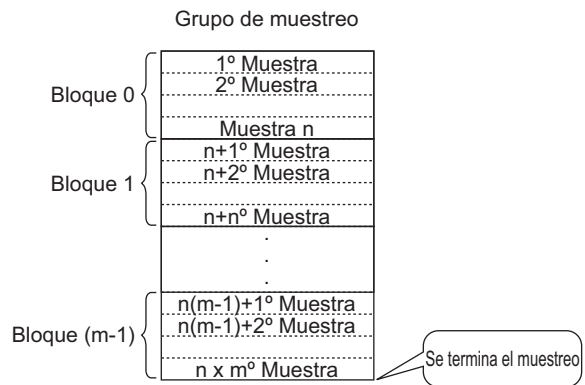 Grupo de muestreo
1º Muestra
2º Muestra
Bloque 0
Muestra n
n+1º Muestra
n+2º Muestra
Bloque 1
n+nº Muestra
.
.
.
n(m-1)+1º Muestra
n(m-1)+2º Muestra
Bloque (m-1)
n x mº Muestra
Se termina el muestreo